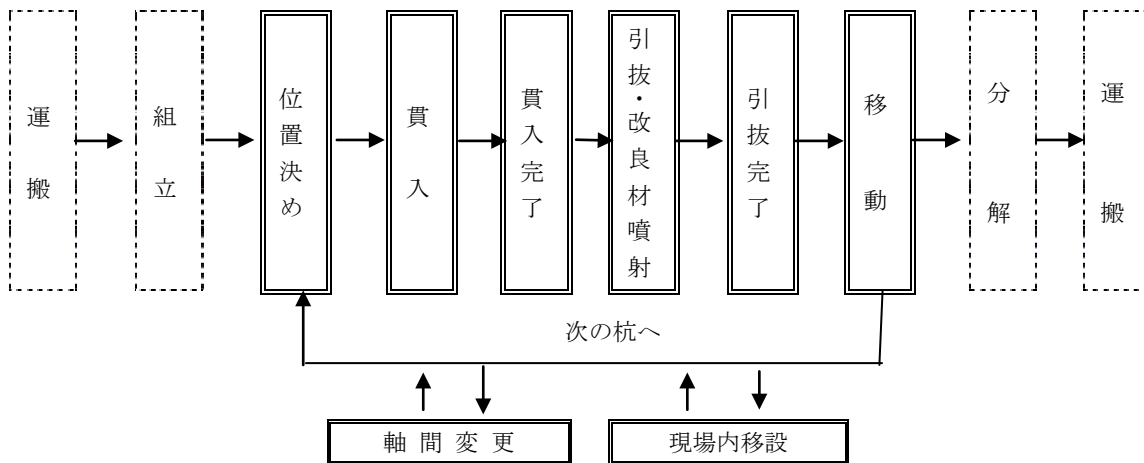 運搬
組立
位置決め
貫入
貫入完了
引抜・改良材噴射
引抜完了
移動
分解
運搬
次の杭へ
軸間変更
現場内移設